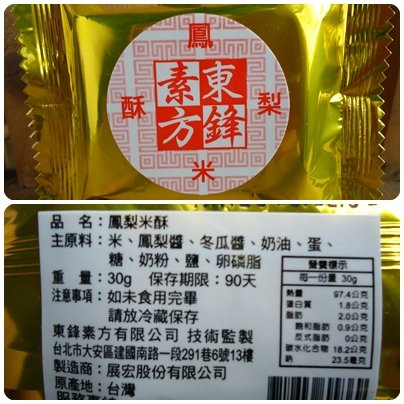 鳳
梨
米
酥
東鋒
素方
品　名：鳳梨米酥
主原料：米、鳳梨醬、冬瓜醬、奶油、蛋、
糖、奶粉、鹽、卵磷脂
重　量：30g　保存期限：90天
注意事項：如未食用完畢
請放冷藏保存
東鋒素方有限公司 技術監製
台北市大安區建國南路一段291巷6號13樓
製造商：展宏股份有限公司
原產地：台灣
營養標示
每一份量 30g
熱量 97.4公克
蛋白質 1.8公克
脂肪 2.0公克
飽和脂肪 0.9公克
反式脂肪 0公克
碳水化合物 18.2公克
鈉 23.5毫克